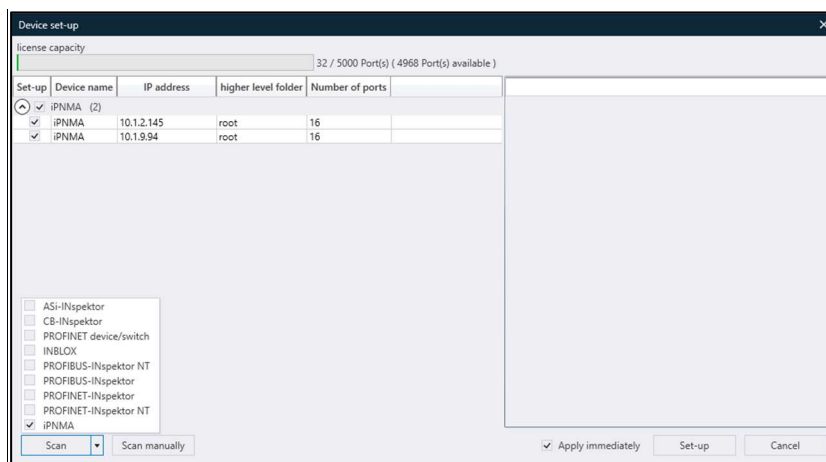 Device set-up
license capacity
32 / 5000 Port(s) ( 4968 Port(s) available )
Set-up Device name IP address higher level folder Number of ports
iPNMA (2)
iPNMA 10.1.2.145 root 16
iPNMA 10.1.9.94 root 16
ASi-INspektor
CB-INspektor
PROFINET device/switch
INBLOX
PROFIBUS-INspektor NT
PROFIBUS-INspektor
PROFINET-INspektor
PROFINET-INspektor NT
iPNMA
Scan Scan manually Apply immediately Set-up Cancel